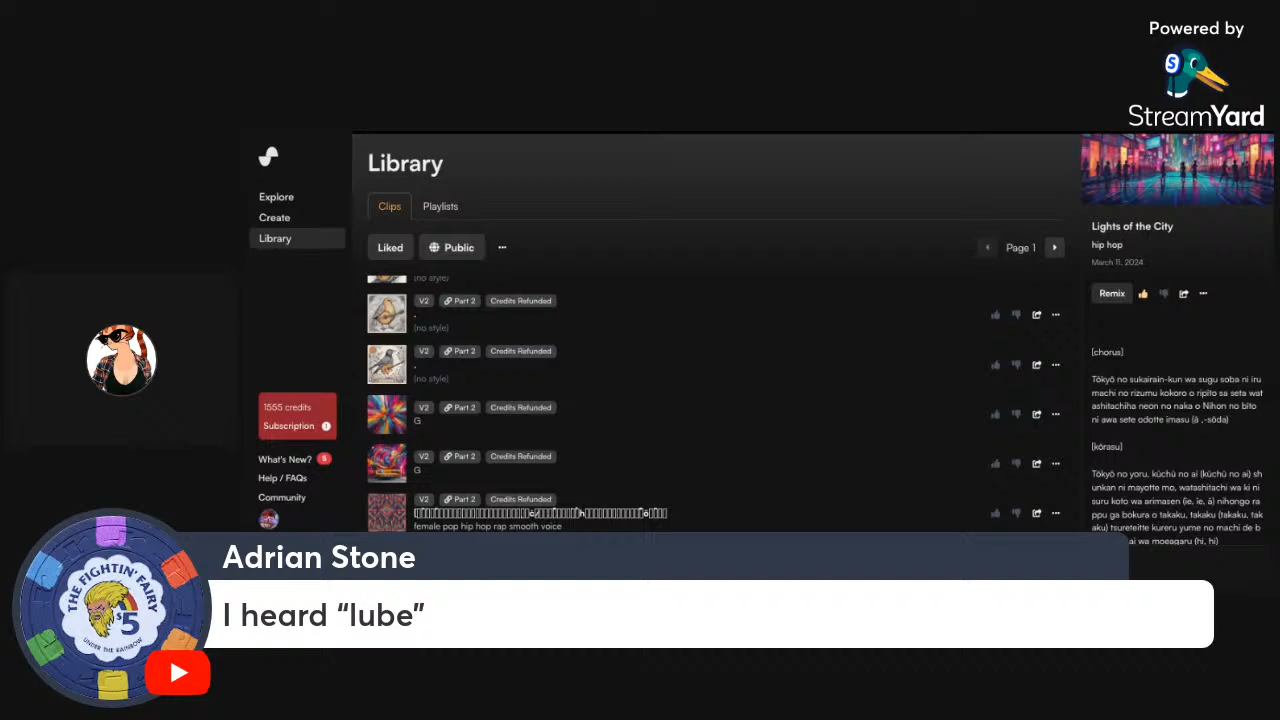 Powered by
StreamYard
Library
Explore
Create
Library
Clips
Playlists
Liked
Public
Page 1
(no style)
V2
Part 2
Credits Refunded
.
(no style)
V2
Part 2
Credits Refunded
.
(no style)
V2
Part 2
Credits Refunded
G
V2
Part 2
Credits Refunded
G
V2
Part 2
Credits Refunded
female pop hip hop rap smooth voice
1555 credits
Subscription
What's New? 5
Help / FAQs
Community
Lights of the City
hip hop
March 11, 2024
Remix
[chorus]
Tōkyō no sukairain-kun wa sugu soba ni iru
machi no rizumu kokoro o ripīto sa seta wat
ashitachiha neon no naka o Nihon no bīto
ni awa sete odotte imasu (ā ,-sōda)
[kōrasu]
Tōkyō no yoru, kūchū no ai (kūchū no ai) sh
unkan ni mayotte mo, watashitachi wa ki ni
suru koto wa arimasen (ie, ie, ā) nihongo ra
ppu ga bokura o takaku, takaku (takaku, tak
aku) tsureteitte kureru yume no machi de b
ai wa moeagaru (hi, hi)
THE FIGHTIN' FAIRY
$5
UNDER THE RAINBOW
Adrian Stone
I heard “lube”